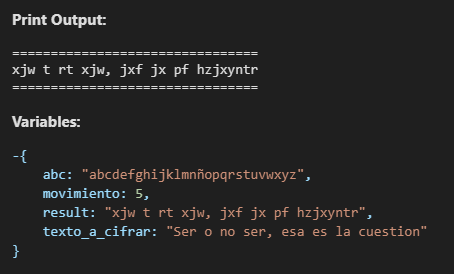 Print Output:
================================
xjw t rt xjw, jxf jx pf hzjxyntr
================================
Variables:
-{
abc: "abcdefghijklmnñopqrstuvwxyz",
movimiento: 5,
result: "xjw t rt xjw, jxf jx pf hzjxyntr",
texto_a_cifrar: "Ser o no ser, esa es la cuestion"
}